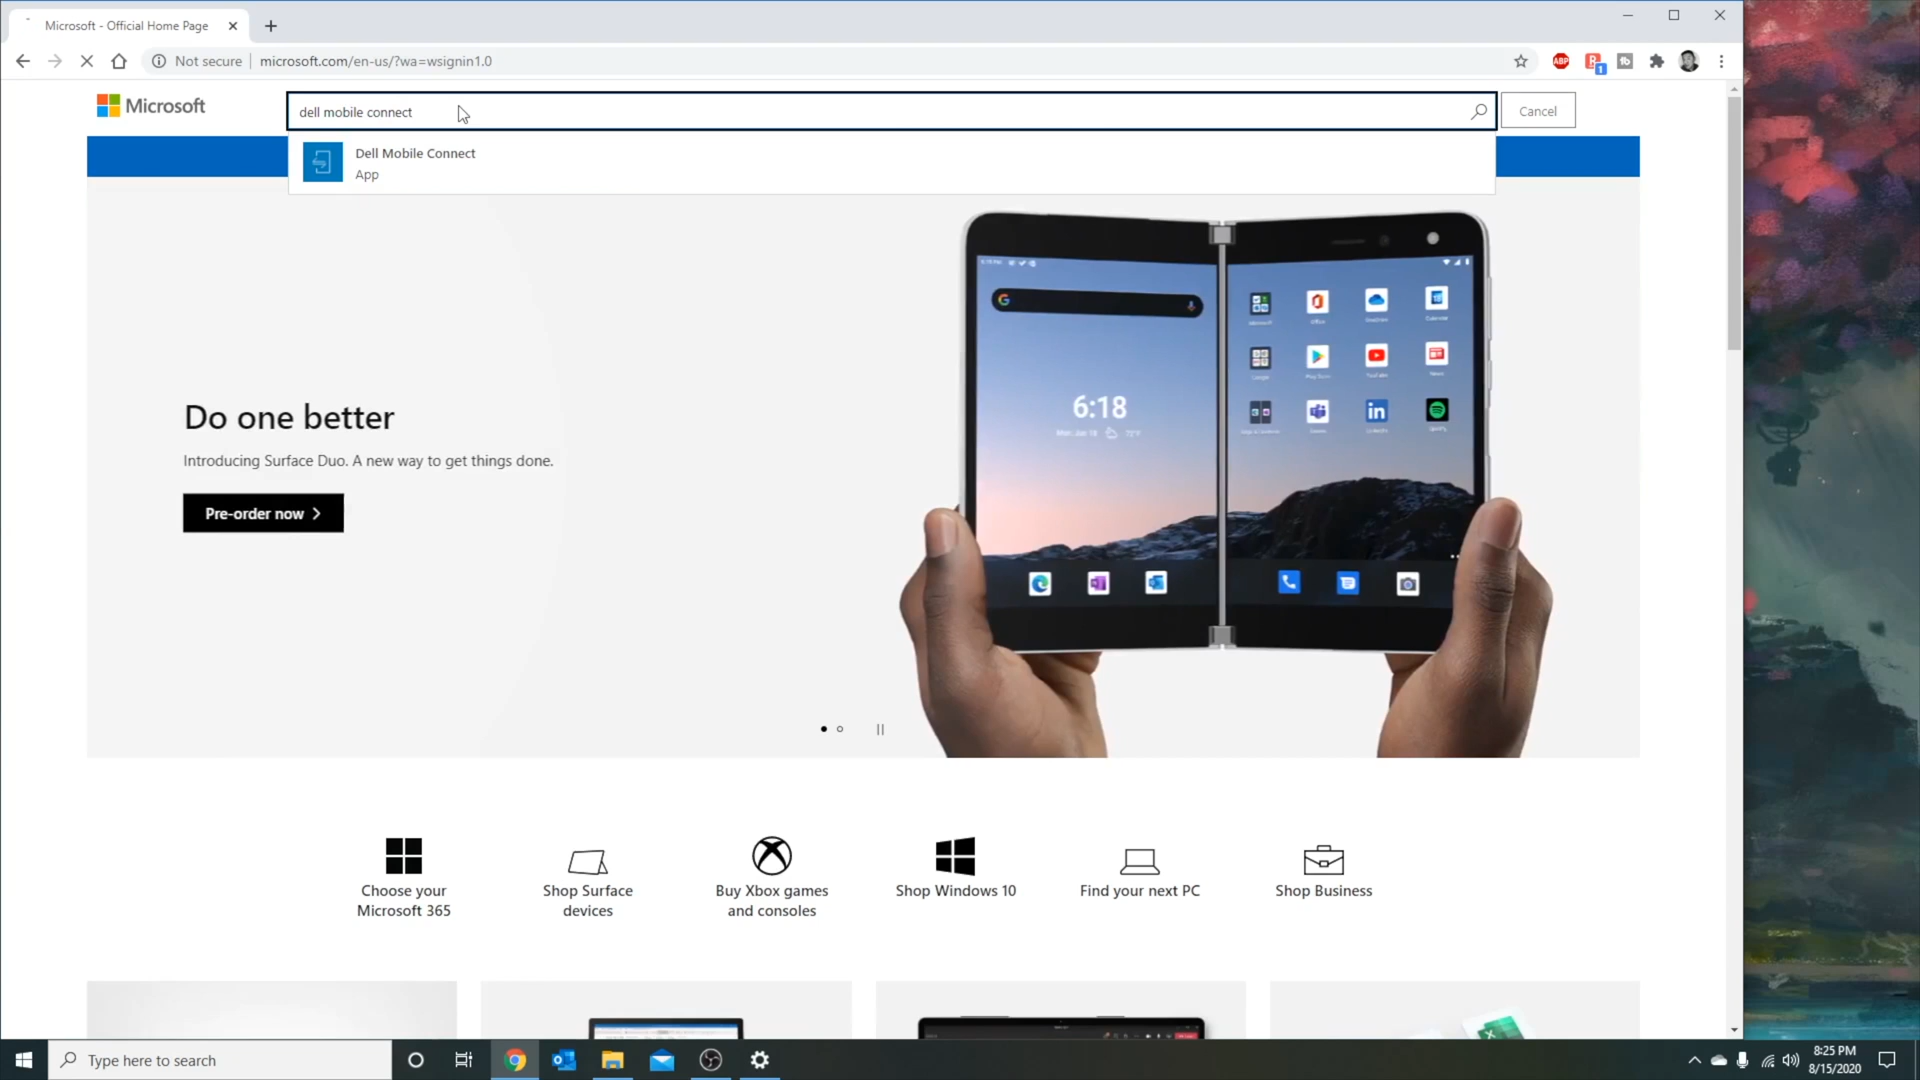 Microsoft - Official Home Page
Not secure
microsoft.com/en-us/?wa=wsignin1.0
ABP
1
Microsoft
dell mobile connect
Cancel
Dell Mobile Connect
App
Do one better
Introducing Surface Duo. A new way to get things done.
Pre-order now
6:18
Choose your
Microsoft 365
Shop Surface
devices
Buy Xbox games
and consoles
Shop Windows 10
Find your next PC
Shop Business
Type here to search
8:25 PM
8/15/2020